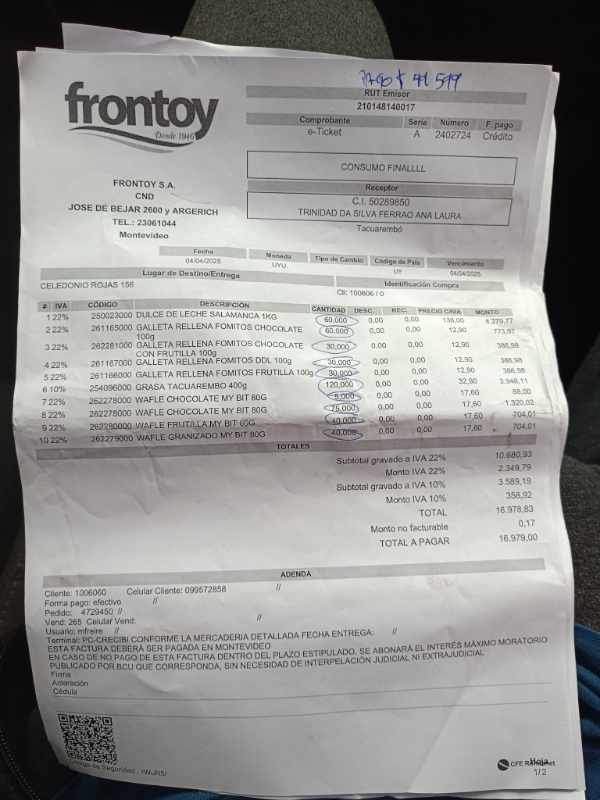 PAGO $ 41 599
frontoy
Desde 1946
RUT Emisor
210148140017
Comprobante Serie Número F. pago
e-Ticket A 2402724 Crédito
CONSUMO FINALLLL
Receptor
C.I. 50289850
TRINIDAD DA SILVA FERRAO ANA LAURA
Tacuarembó
FRONTOY S.A.
CND
JOSE DE BEJAR 2600 y ARGERICH
TEL.: 23061044
Montevideo
Fecha Moneda Tipo de Cambio Código de País Vencimiento
04/04/2025 UYU UY 04/04/2025
Lugar de Destino/Entrega Identificación Compra
CELEDONIO ROJAS 156 Cli: 100606 / 0
# IVA CÓDIGO DESCRIPCIÓN CANTIDAD DESC. REC. PRECIO C/IVA MONTO
1 22% 250023000 DULCE DE LECHE SALAMANCA 1KG 60,000 0,00 0,00 138,00 8.279,77
2 22% 261165000 GALLETA RELLENA FOMITOS CHOCOLATE 60,000 0,00 0,00 12,90 773,97
100g
3 22% 262281000 GALLETA RELLENA FOMITOS CHOCOLATE 30,000 0,00 0,00 12,90 386,98
CON FRUTILLA 100g
4 22% 261167000 GALLETA RELLENA FOMITOS DDL 100g 30,000 0,00 0,00 12,90 386,98
5 22% 261166000 GALLETA RELLENA FOMITOS FRUTILLA 100g 30,000 0,00 0,00 12,90 386,98
6 10% 254096000 GRASA TACUAREMBO 400g 120,000 0,00 0,00 32,90 3.948,11
7 22% 262278000 WAFLE CHOCOLATE MY BIT 80G 5,000 0,00 0,00 17,60 88,00
8 22% 262278000 WAFLE CHOCOLATE MY BIT 80G 75,000 0,00 0,00 17,60 1.320,02
9 22% 262280000 WAFLE FRUTILLA MY BIT 80G 40,000 0,00 0,00 17,60 704,01
10 22% 262279000 WAFLE GRANIZADO MY BIT 80G 40,000 0,00 0,00 17,60 704,01
TOTALES
Subtotal gravado a IVA 22% 10.680,93
Monto IVA 22% 2.349,79
Subtotal gravado a IVA 10% 3.589,19
Monto IVA 10% 358,92
TOTAL 16.978,83
Monto no facturable 0,17
TOTAL A PAGAR 16.979,00
ADENDA
Cliente: 1006060 Celular Cliente: 099572858 //
Forma pago: efectivo //
Pedido: 4729450 //
Vend: 265 Celular Vend: //
Usuario: mfreire //
Terminal: PC-CRECIBI CONFORME LA MERCADERIA DETALLADA FECHA ENTREGA: //
ESTA FACTURA DEBERÁ SER PAGADA EN MONTEVIDEO
EN CASO DE NO PAGO DE ESTA FACTURA DENTRO DEL PLAZO ESTIPULADO, SE ABONARÁ EL INTERÉS MÁXIMO MORATORIO
PUBLICADO POR BCU QUE CORRESPONDA, SIN NECESIDAD DE INTERPELACIÓN JUDICIAL NI EXTRAJUDICIAL
Firma
Aclaración
Cédula
Código de Seguridad : rWuR5/
CFE
Hoja
1/2